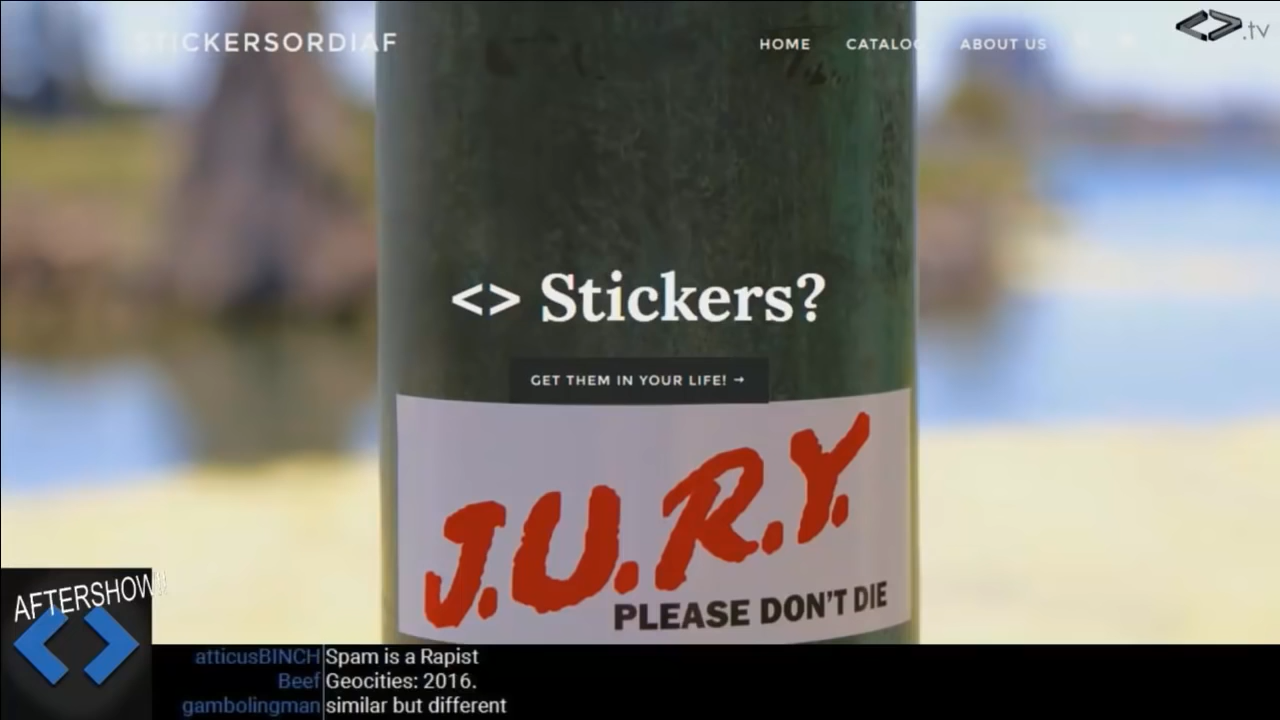 STICKERSORDIAF
HOME CATALOG ABOUT US
<>.tv
<> Stickers?
GET THEM IN YOUR LIFE! →
J.U.R.Y.
PLEASE DON'T DIE
AFTERSHOW!!
<>
atticusBINCH Spam is a Rapist
Beef Geocities: 2016.
gambolingman similar but different